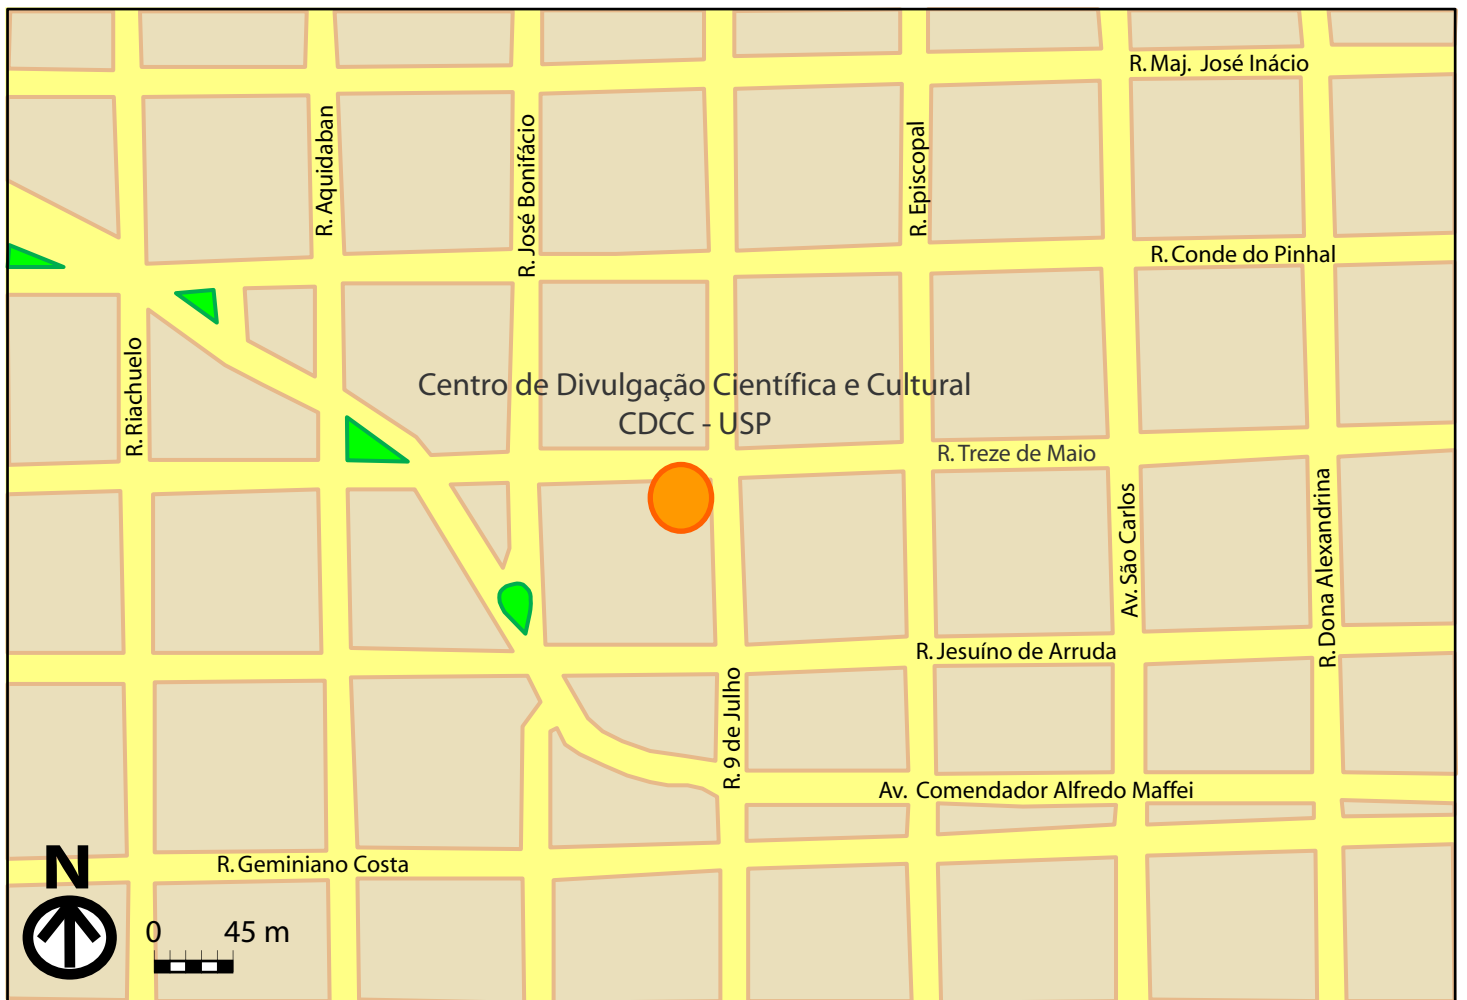 R. Maj. José Inácio
R. Aquidaban
R. José Bonifácio
R. Episcopal
R. Conde do Pinhal
R. Riachuelo
Centro de Divulgação Científica e Cultural
CDCC - USP
R. Treze de Maio
Av. São Carlos
R. Dona Alexandrina
R. Jesuíno de Arruda
R. 9 de Julho
Av. Comendador Alfredo Maffei
R. Geminiano Costa
N
0 45 m